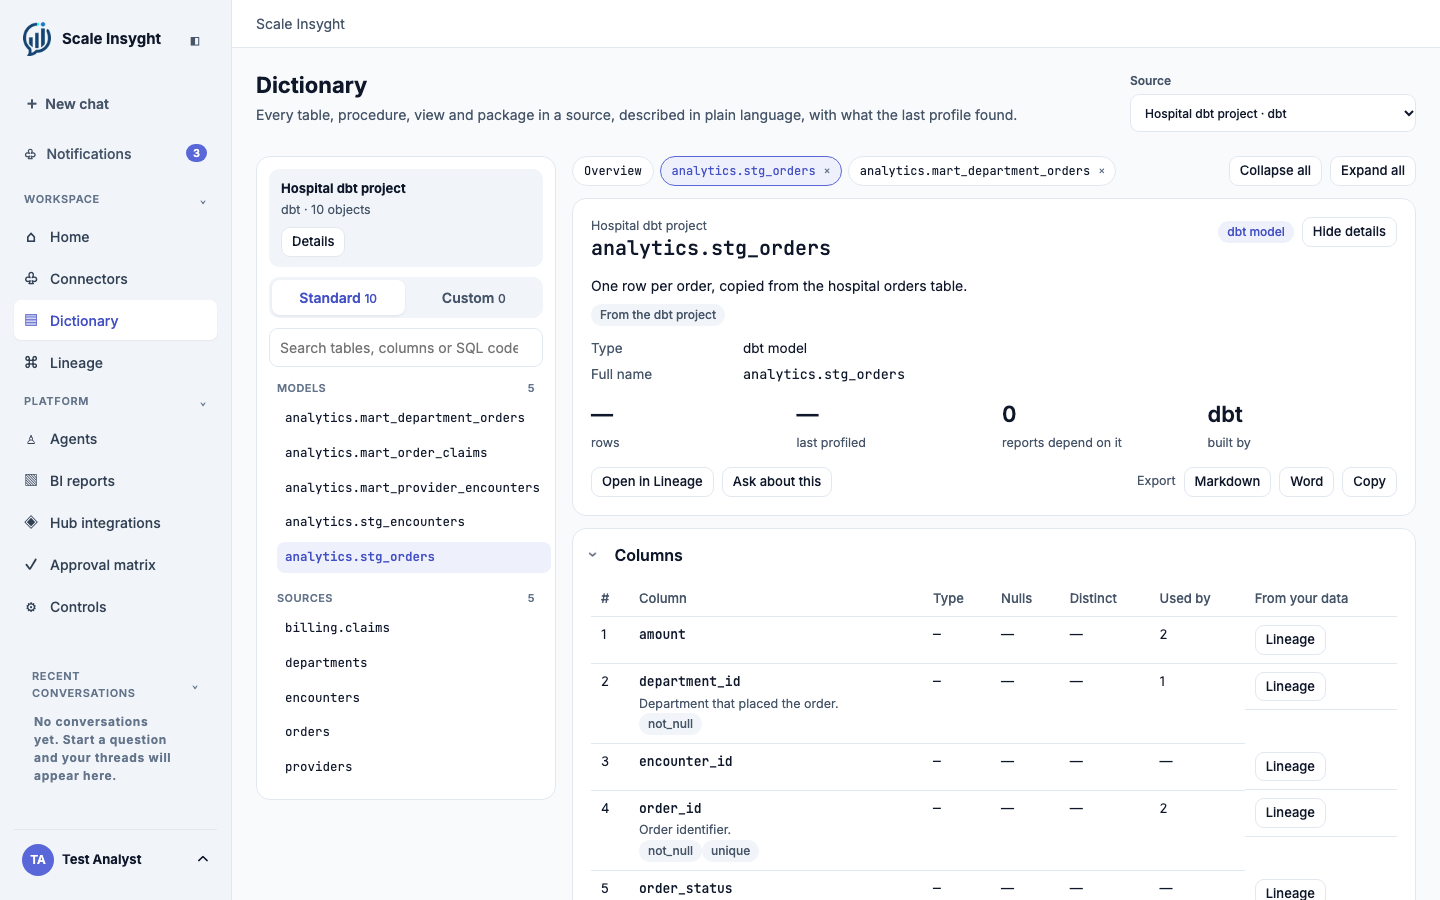 Scale Insyght
+ New chat
Notifications 3
WORKSPACE
Home
Connectors
Dictionary
Lineage
PLATFORM
Agents
BI reports
Hub integrations
Approval matrix
Controls
RECENT
CONVERSATIONS
No conversations
yet. Start a question
and your threads will
appear here.
TA Test Analyst
Scale Insyght
Dictionary
Every table, procedure, view and package in a source, described in plain language, with what the last profile found.
Source
Hospital dbt project · dbt
Hospital dbt project
dbt · 10 objects
Details
Standard 10 Custom 0
Search tables, columns or SQL code
MODELS 5
analytics.mart_department_orders
analytics.mart_order_claims
analytics.mart_provider_encounters
analytics.stg_encounters
analytics.stg_orders
SOURCES 5
billing.claims
departments
encounters
orders
providers
Overview analytics.stg_orders × analytics.mart_department_orders × Collapse all Expand all
Hospital dbt project
analytics.stg_orders dbt model Hide details
One row per order, copied from the hospital orders table.
From the dbt project
Type dbt model
Full name analytics.stg_orders
— — 0 dbt
rows last profiled reports depend on it built by
Open in Lineage Ask about this Export Markdown Word Copy
Columns
# Column Type Nulls Distinct Used by From your data
1 amount — — — 2 Lineage
2 department_id — — — 1 Lineage
Department that placed the order.
not_null
3 encounter_id — — — — Lineage
4 order_id — — — 2 Lineage
Order identifier.
not_null unique
5 order_status — — — — Lineage